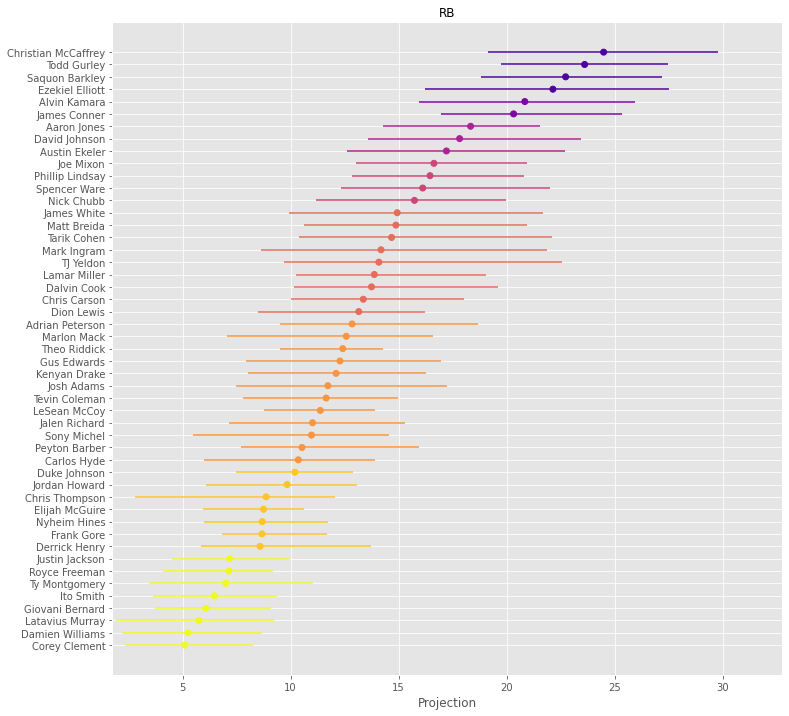 RB
Christian McCaffrey
Todd Gurley
Saquon Barkley
Ezekiel Elliott
Alvin Kamara
James Conner
Aaron Jones
David Johnson
Austin Ekeler
Joe Mixon
Phillip Lindsay
Spencer Ware
Nick Chubb
James White
Matt Breida
Tarik Cohen
Mark Ingram
TJ Yeldon
Lamar Miller
Dalvin Cook
Chris Carson
Dion Lewis
Adrian Peterson
Marlon Mack
Theo Riddick
Gus Edwards
Kenyan Drake
Josh Adams
Tevin Coleman
LeSean McCoy
Jalen Richard
Sony Michel
Peyton Barber
Carlos Hyde
Duke Johnson
Jordan Howard
Chris Thompson
Elijah McGuire
Nyheim Hines
Frank Gore
Derrick Henry
Justin Jackson
Royce Freeman
Ty Montgomery
Ito Smith
Giovani Bernard
Latavius Murray
Damien Williams
Corey Clement
5 10 15 20 25 30
Projection